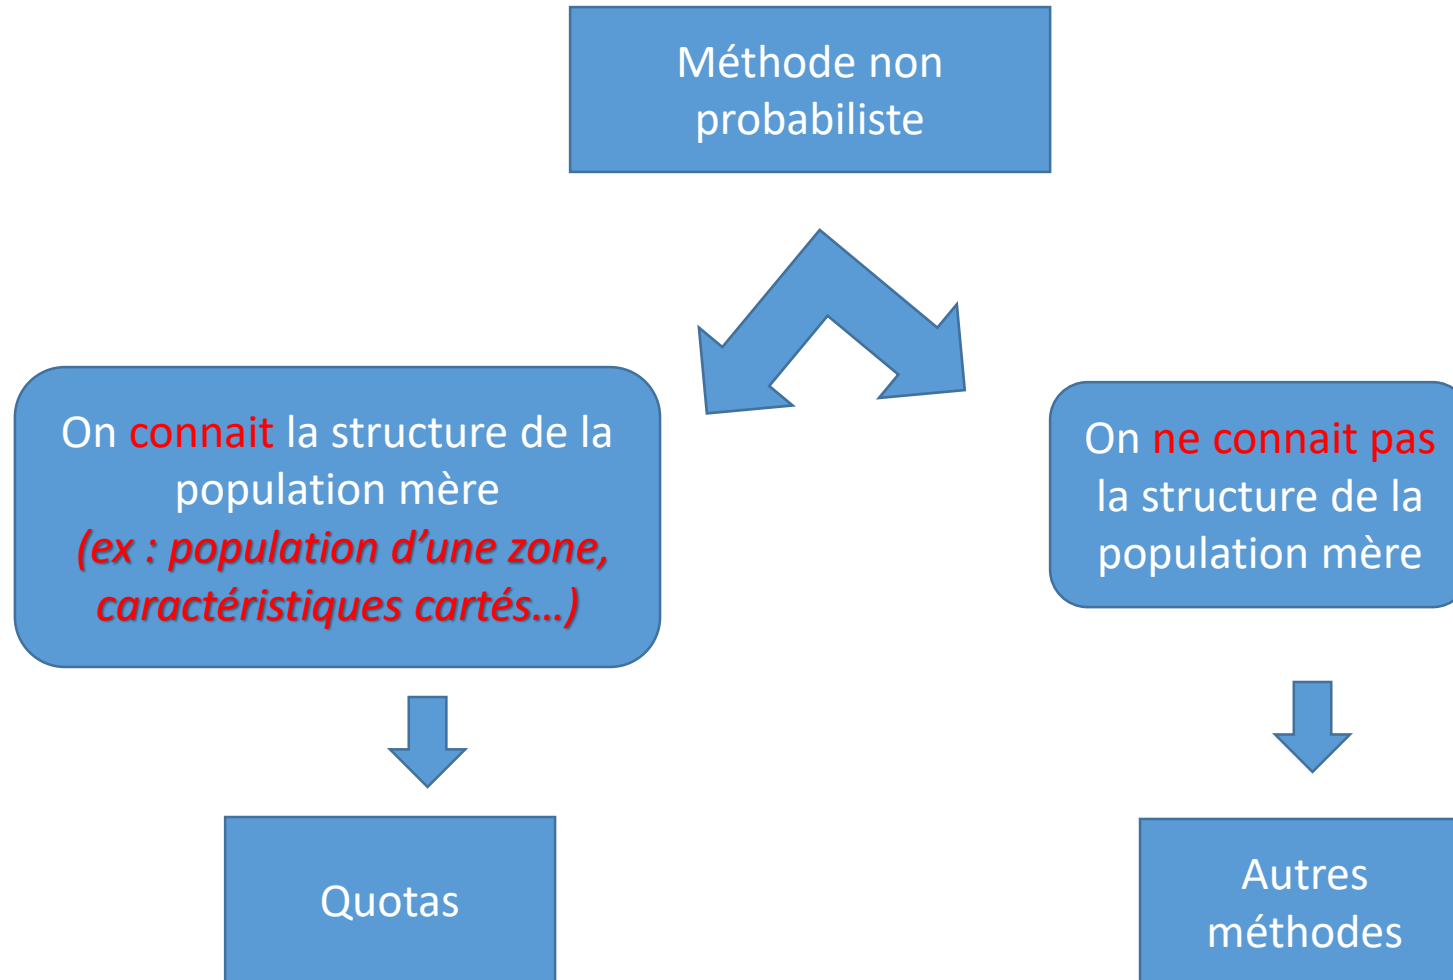 Méthode non
probabiliste
On connait la structure de la
population mère
(ex : population d’une zone,
caractéristiques cartés…)
On ne connait pas
la structure de la
population mère
Quotas
Autres
méthodes